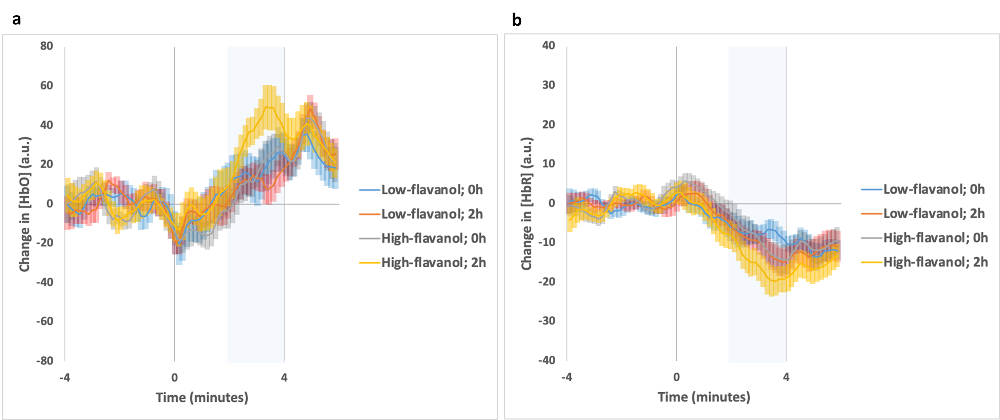 a
80
60
40
20
0
-20
-40
-60
-80
-4 0 4
Time (minutes)
Change in [HbO] (a.u.)
Low-flavanol; 0h
Low-flavanol; 2h
High-flavanol; 0h
High-flavanol; 2h
b
40
30
20
10
0
-10
-20
-30
-40
-4 0 4
Time (minutes)
Change in [HbR] (a.u.)
Low-flavanol; 0h
Low-flavanol; 2h
High-flavanol; 0h
High-flavanol; 2h